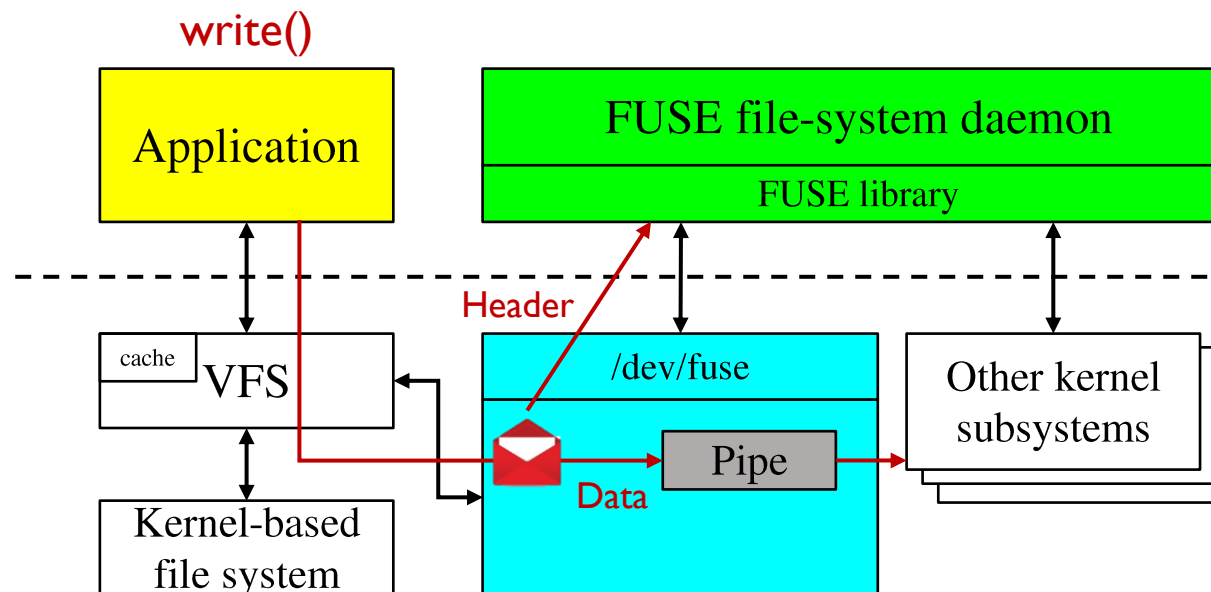 write()
Application
FUSE file-system daemon
FUSE library
Header
cache
VFS
/dev/fuse
Other kernel
subsystems
Pipe
Data
Kernel-based
file system